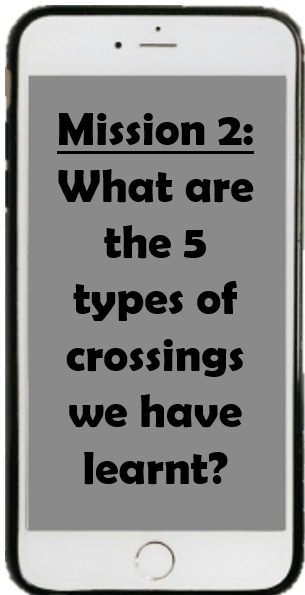 Mission 2:
What are
the 5
types of
crossings
we have
learnt?